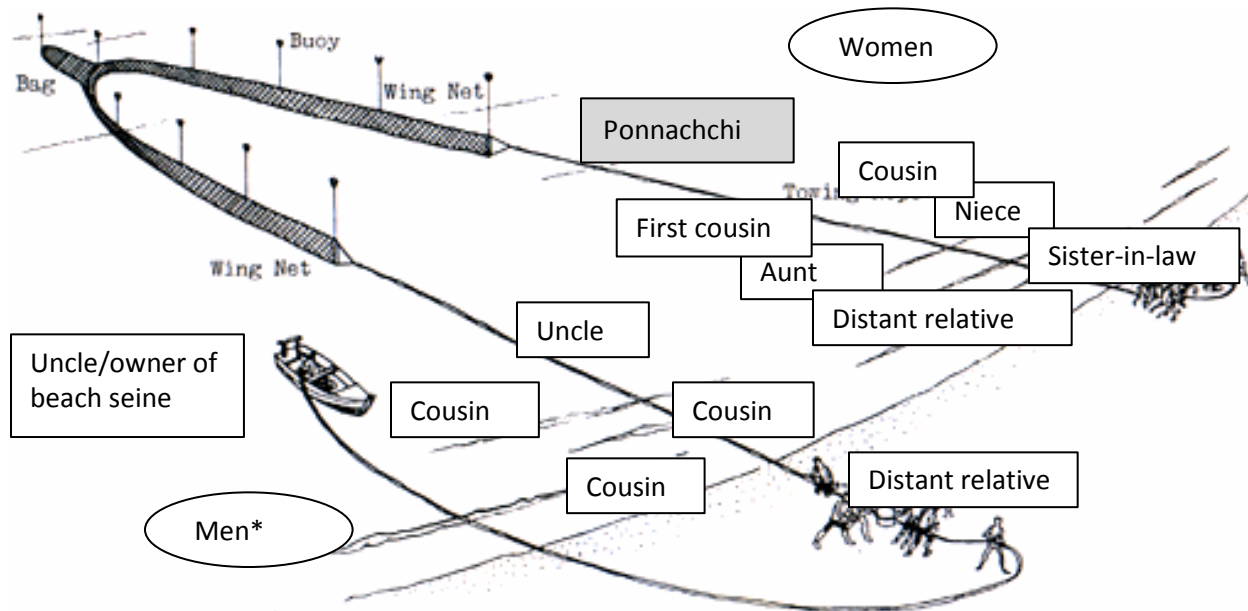 Women
Buoy
Bag
Wing Net
Ponnachchi
Cousin
Towing
Niece
First cousin
Sister-in-law
Aunt
Wing Net
Distant relative
Uncle
Uncle/owner of
beach seine
Cousin
Cousin
Distant relative
Cousin
Men*